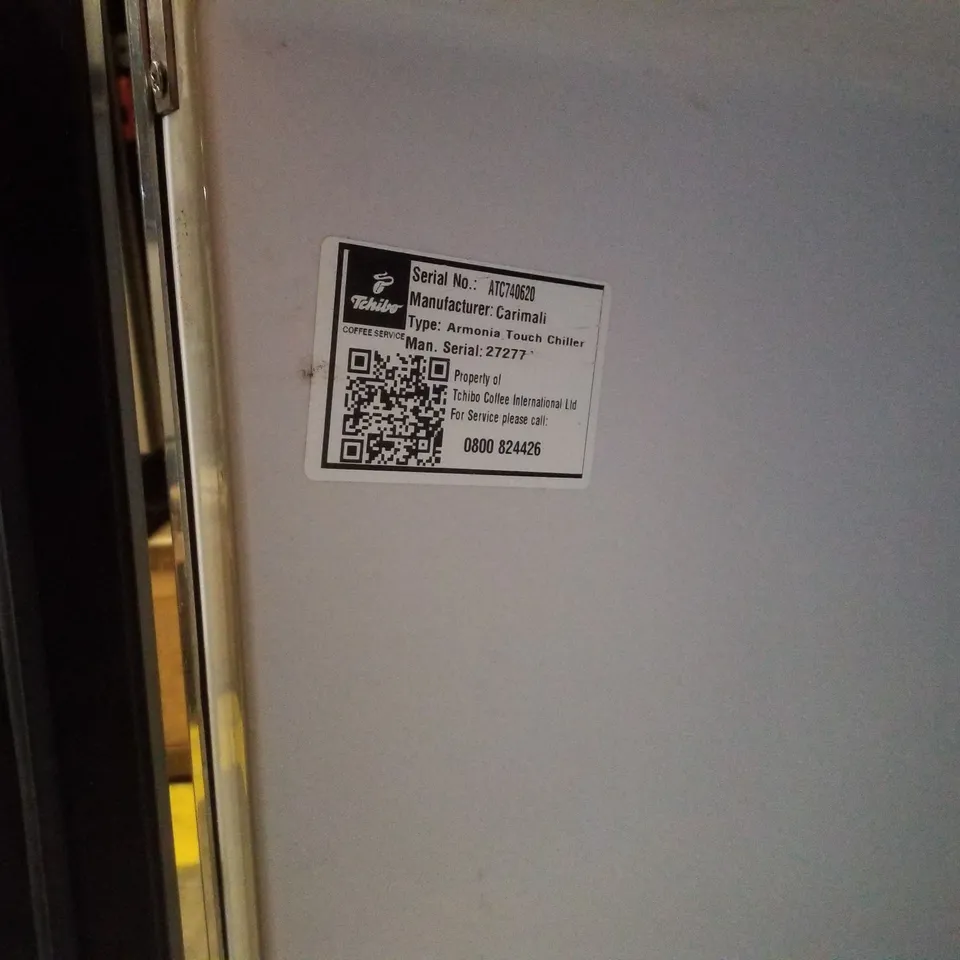 Tchibo
COFFEE SERVICE
Serial No.: ATC740620
Manufacturer: Carimali
Type: Armonia Touch Chiller
Man. Serial: 27277
Property of
Tchibo Coffee International Ltd
For Service please call:
0800 824426